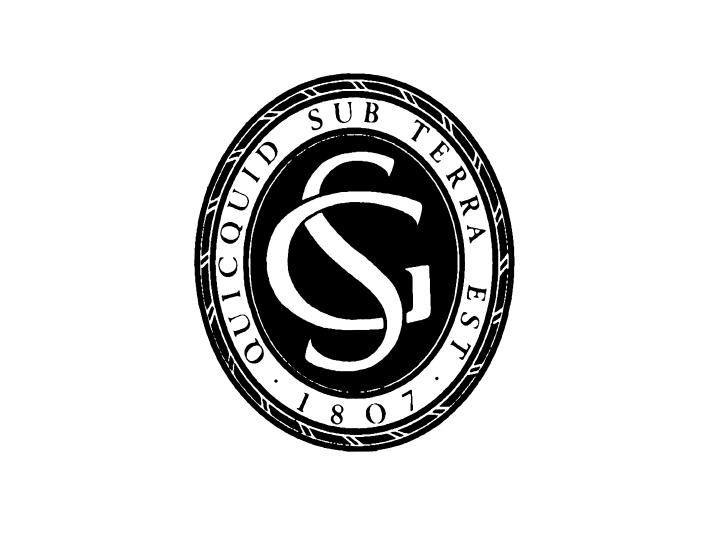 QUICQUID SUB TERRA EST
· 1807 ·
GS